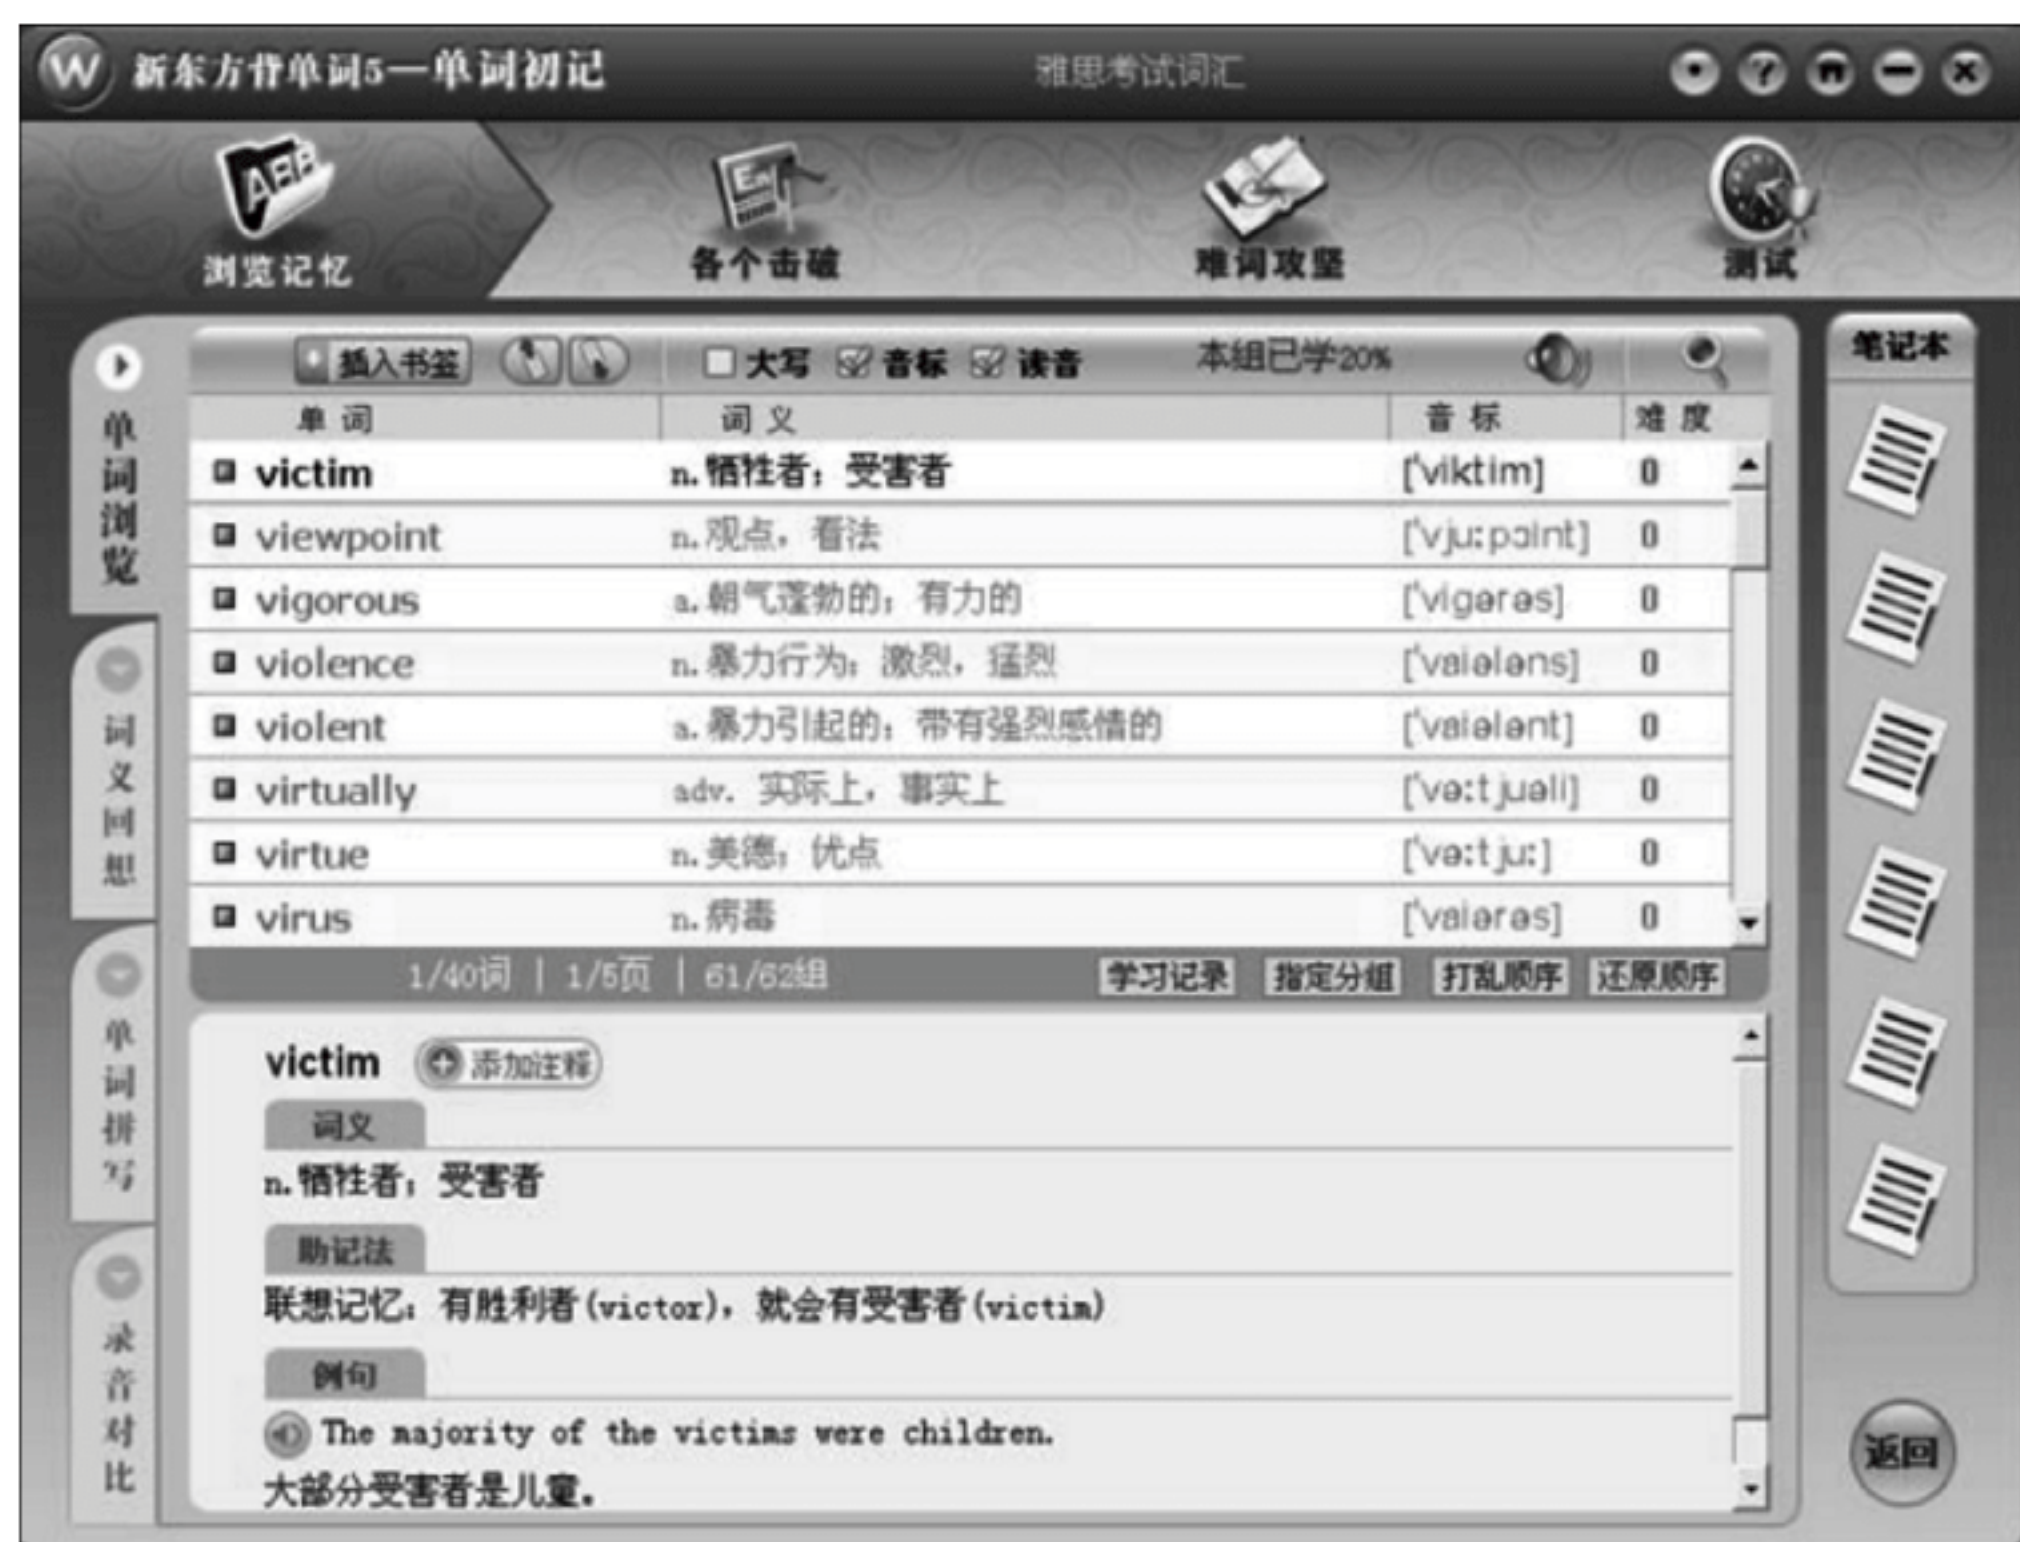 W 新东方背单词5—单词初记 雅思考试词汇
浏览记忆 各个击破 难词攻坚 测试
插入书签 大写 音标 读音 本组已学20%
笔记本
单词 词义 音标 难度
victim n.牺牲者；受害者 ['viktim] 0
viewpoint n.观点，看法 ['vju:pɔint] 0
vigorous a.朝气蓬勃的；有力的 ['vigərəs] 0
violence n.暴力行为；激烈，猛烈 ['vaiələns] 0
violent a.暴力引起的；带有强烈感情的 ['vaiələnt] 0
virtually adv. 实际上，事实上 ['və:tjuəli] 0
virtue n.美德；优点 ['və:tju:] 0
virus n.病毒 ['vaiərəs] 0
1/40词 | 1/5页 | 61/62组 学习记录 指定分组 打乱顺序 还原顺序
单词浏览
词义回想
单词拼写
录音对比
victim 添加注释
词义
n.牺牲者；受害者
助记法
联想记忆：有胜利者(victor)，就会有受害者(victim)
例句
The majority of the victims were children.
大部分受害者是儿童。
返回